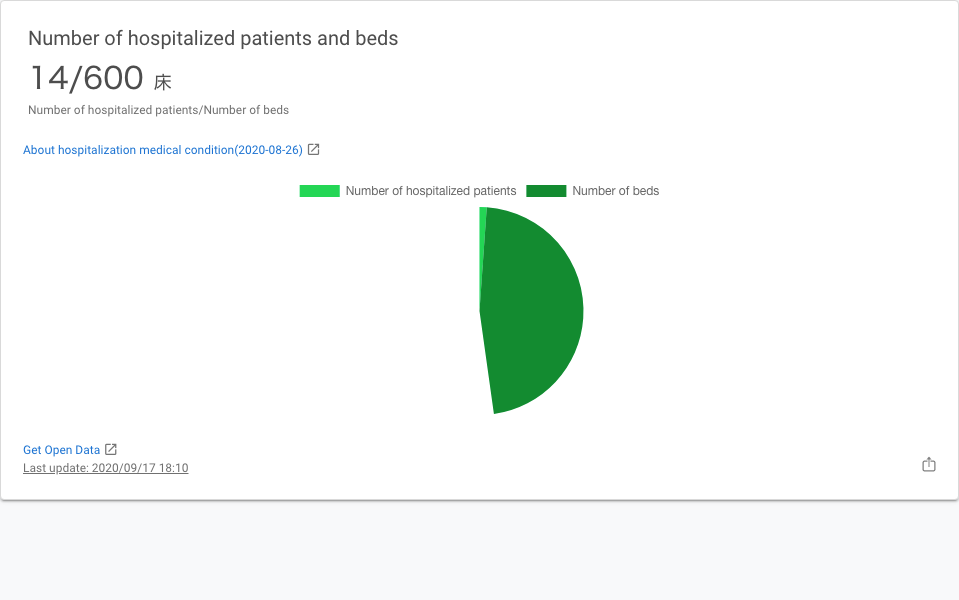 Number of hospitalized patients and beds
14/600 床
Number of hospitalized patients/Number of beds
About hospitalization medical condition(2020-08-26)
Number of hospitalized patients Number of beds
Get Open Data
Last update: 2020/09/17 18:10